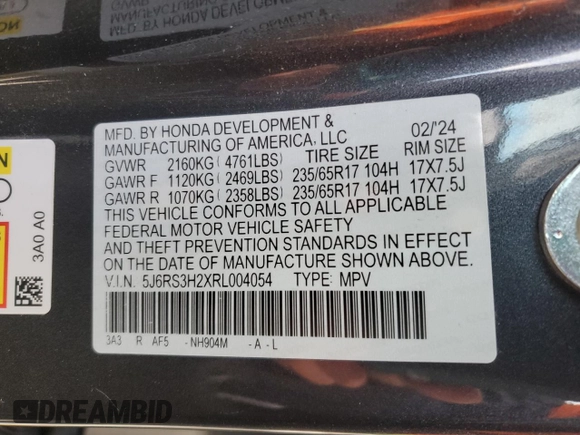 MFD. BY HONDA DEVELOPMENT &
MANUFACTURING OF AMERICA, LLC 02/'24
GVWR 2160KG ( 4761LBS) TIRE SIZE RIM SIZE
GAWR F 1120KG ( 2469LBS) 235/65R17 104H 17X7.5J
GAWR R 1070KG ( 2358LBS) 235/65R17 104H 17X7.5J
THIS VEHICLE CONFORMS TO ALL APPLICABLE
FEDERAL MOTOR VEHICLE SAFETY
AND THEFT PREVENTION STANDARDS IN EFFECT
ON THE DATE OF MANUFACTURE SHOWN ABOVE.
V.I.N. 5J6RS3H2XRL004054 TYPE: MPV
3A3 R AF5 - NH904M - A - L
3A0 A0
DREAMBID